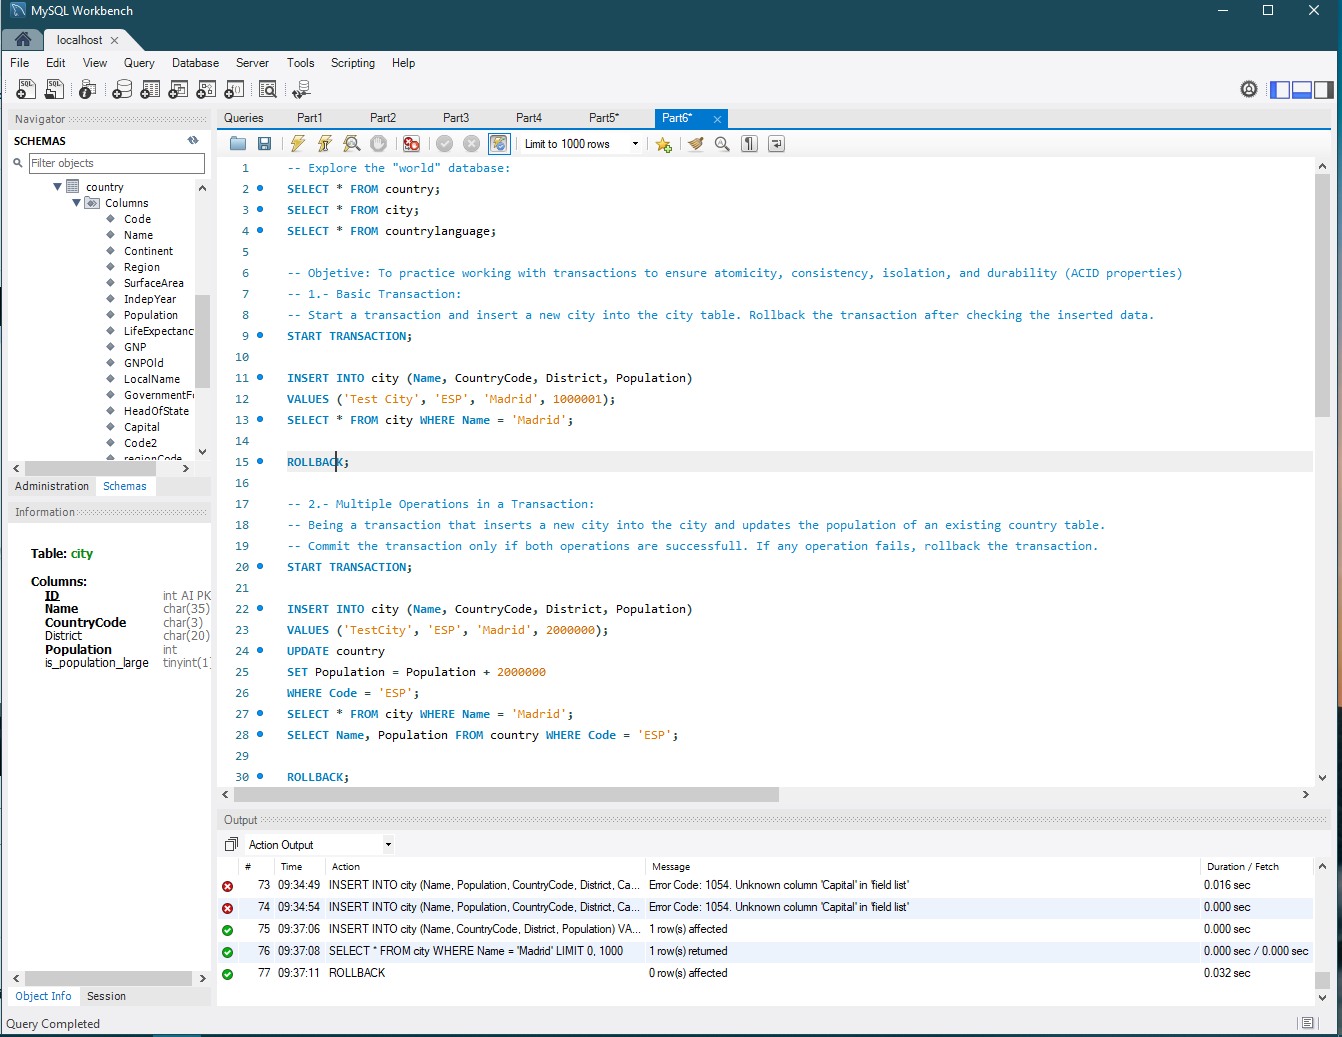 MySQL Workbench
localhost
File Edit View Query Database Server Tools Scripting Help
Navigator
SCHEMAS
Filter objects
country
Columns
Code
Name
Continent
Region
SurfaceArea
IndepYear
Population
LifeExpectanc
GNP
GNPOld
LocalName
GovernmentF
HeadOfState
Capital
Code2
regionCode
Administration Schemas
Information
Table: city
Columns:
ID int AI PK
Name char(35)
CountryCode char(3)
District char(20)
Population int
is_population_large tinyint(1)
Object Info Session
Queries Part1 Part2 Part3 Part4 Part5* Part6*
Limit to 1000 rows
1 -- Explore the "world" database:
2 SELECT * FROM country;
3 SELECT * FROM city;
4 SELECT * FROM countrylanguage;
5
6 -- Objetive: To practice working with transactions to ensure atomicity, consistency, isolation, and durability (ACID properties)
7 -- 1.- Basic Transaction:
8 -- Start a transaction and insert a new city into the city table. Rollback the transaction after checking the inserted data.
9 START TRANSACTION;
10
11 INSERT INTO city (Name, CountryCode, District, Population)
12 VALUES ('Test City', 'ESP', 'Madrid', 1000001);
13 SELECT * FROM city WHERE Name = 'Madrid';
14
15 ROLLBACK;
16
17 -- 2.- Multiple Operations in a Transaction:
18 -- Being a transaction that inserts a new city into the city and updates the population of an existing country table.
19 -- Commit the transaction only if both operations are successfull. If any operation fails, rollback the transaction.
20 START TRANSACTION;
21
22 INSERT INTO city (Name, CountryCode, District, Population)
23 VALUES ('TestCity', 'ESP', 'Madrid', 2000000);
24 UPDATE country
25 SET Population = Population + 2000000
26 WHERE Code = 'ESP';
27 SELECT * FROM city WHERE Name = 'Madrid';
28 SELECT Name, Population FROM country WHERE Code = 'ESP';
29
30 ROLLBACK;
Output
Action Output
# Time Action Message Duration / Fetch
73 09:34:49 INSERT INTO city (Name, Population, CountryCode, District, Ca... Error Code: 1054. Unknown column 'Capital' in 'field list' 0.016 sec
74 09:34:54 INSERT INTO city (Name, Population, CountryCode, District, Ca... Error Code: 1054. Unknown column 'Capital' in 'field list' 0.000 sec
75 09:37:06 INSERT INTO city (Name, CountryCode, District, Population) VA... 1 row(s) affected 0.000 sec
76 09:37:08 SELECT * FROM city WHERE Name = 'Madrid' LIMIT 0, 1000 1 row(s) returned 0.000 sec / 0.000 sec
77 09:37:11 ROLLBACK 0 row(s) affected 0.032 sec
Query Completed